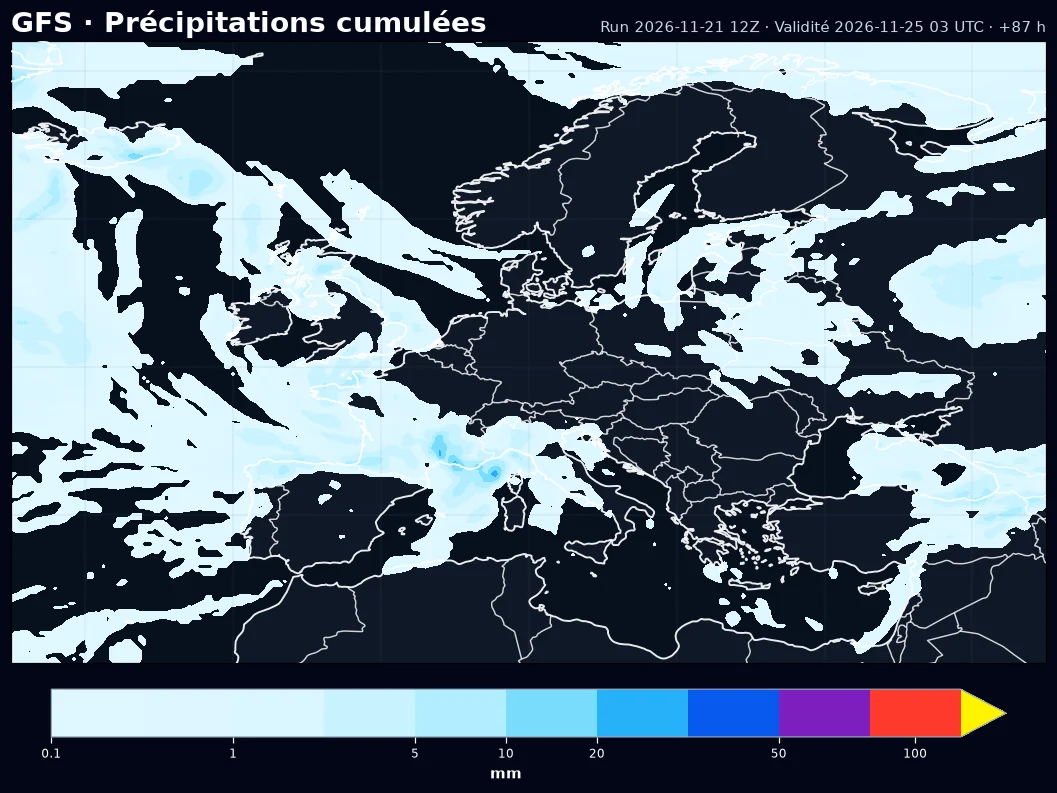 GFS · Précipitations cumulées
Run 2026-11-21 12Z · Validité 2026-11-25 03 UTC · +87 h
0.1 1 5 10 20 50 100
mm